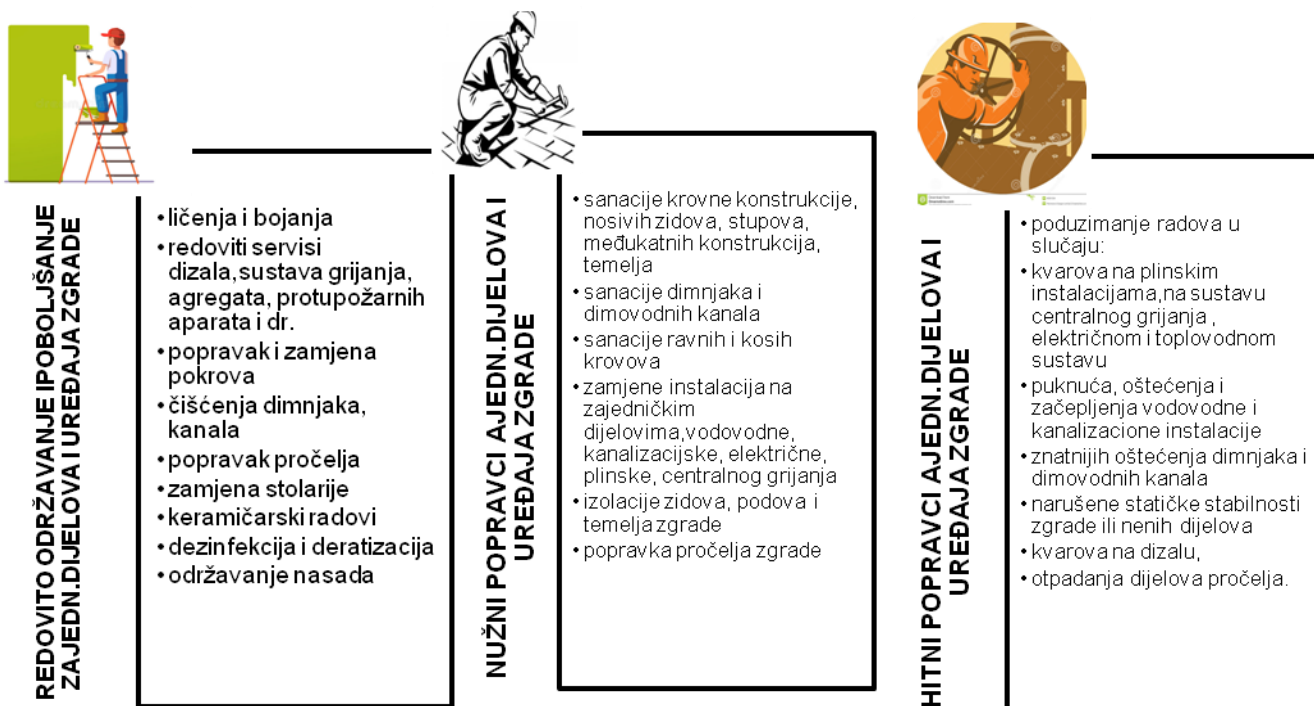 REDOVITO ODRŽAVANJE IPOBOLJŠANJE
ZAJEDN.DIJELOVA I UREĐAJA ZGRADE
•ličenja i bojanja
•redoviti servisi
dizala,sustava grijanja,
agregata, protupožarnih
aparata i dr.
•popravak i zamjena
pokrova
•čišćenja dimnjaka,
kanala
•popravak pročelja
•zamjena stolarije
•keramičarski radovi
•dezinfekcija i deratizacija
•održavanje nasada
NUŽNI POPRAVCI AJEDN.DIJELOVA I
UREĐAJA ZGRADE
•sanacije krovne konstrukcije,
nosivih zidova, stupova,
međukatnih konstrukcija,
temelja
•sanacije dimnjaka i
dimovodnih kanala
•sanacije ravnih i kosih
krovova
•zamjene instalacija na
zajedničkim
dijelovima,vodovodne,
kanalizacijske, električne,
plinske, centralnog grijanja
•izolacije zidova, podova i
temelja zgrade
•popravka pročelja zgrade
HITNI POPRAVCI AJEDN.DIJELOVA I
UREĐAJA ZGRADE
•poduzimanje radova u
slučaju:
•kvarova na plinskim
instalacijama,na sustavu
centralnog grijanja ,
električnom i toplovodnom
sustavu
•puknuća, oštećenja i
začepljenja vodovodne i
kanalizacione instalacije
•znatnijih oštećenja dimnjaka i
dimovodnih kanala
•narušene statičke stabilnosti
zgrade ili nenih dijelova
•kvarova na dizalu,
•otpadanja dijelova pročelja.